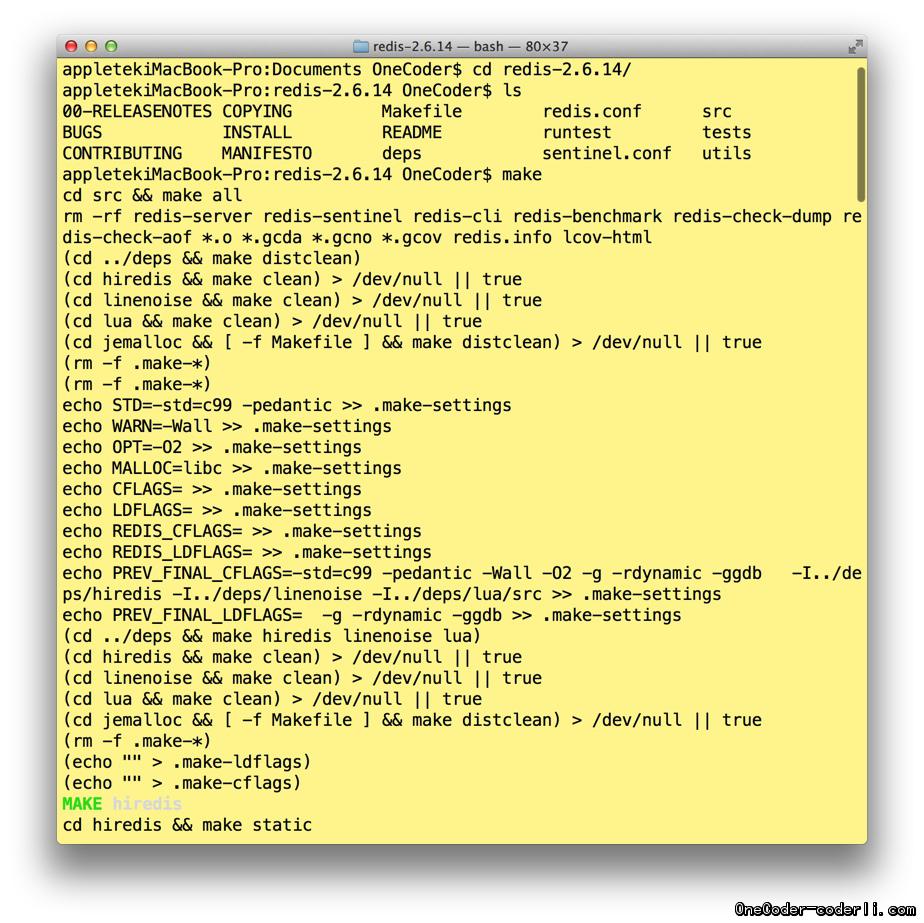 redis-2.6.14 — bash — 80×37
appletekiMacBook-Pro:Documents OneCoder$ cd redis-2.6.14/
appletekiMacBook-Pro:redis-2.6.14 OneCoder$ ls
00-RELEASENOTES COPYING         Makefile        redis.conf      src
BUGS            INSTALL         README          runtest         tests
CONTRIBUTING    MANIFESTO       deps            sentinel.conf   utils
appletekiMacBook-Pro:redis-2.6.14 OneCoder$ make
cd src && make all
rm -rf redis-server redis-sentinel redis-cli redis-benchmark redis-check-dump re
dis-check-aof *.o *.gcda *.gcno *.gcov redis.info lcov-html
(cd ../deps && make distclean)
(cd hiredis && make clean) > /dev/null || true
(cd linenoise && make clean) > /dev/null || true
(cd lua && make clean) > /dev/null || true
(cd jemalloc && [ -f Makefile ] && make distclean) > /dev/null || true
(rm -f .make-*)
(rm -f .make-*)
echo STD=-std=c99 -pedantic >> .make-settings
echo WARN=-Wall >> .make-settings
echo OPT=-O2 >> .make-settings
echo MALLOC=libc >> .make-settings
echo CFLAGS= >> .make-settings
echo LDFLAGS= >> .make-settings
echo REDIS_CFLAGS= >> .make-settings
echo REDIS_LDFLAGS= >> .make-settings
echo PREV_FINAL_CFLAGS=-std=c99 -pedantic -Wall -O2 -g -rdynamic -ggdb   -I../de
ps/hiredis -I../deps/linenoise -I../deps/lua/src >> .make-settings
echo PREV_FINAL_LDFLAGS=  -g -rdynamic -ggdb >> .make-settings
(cd ../deps && make hiredis linenoise lua)
(cd hiredis && make clean) > /dev/null || true
(cd linenoise && make clean) > /dev/null || true
(cd lua && make clean) > /dev/null || true
(cd jemalloc && [ -f Makefile ] && make distclean) > /dev/null || true
(rm -f .make-*)
(echo "" > .make-ldflags)
(echo "" > .make-cflags)
MAKE hiredis
cd hiredis && make static
OneCoder-coderli.com